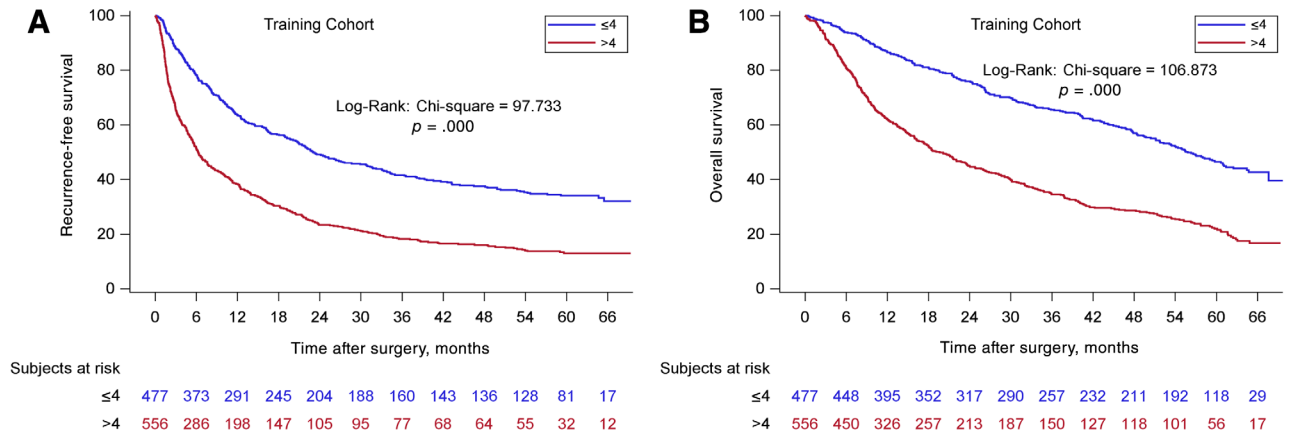 A
Training Cohort
≤4
>4
Log-Rank: Chi-square = 97.733
p = .000
Recurrence-free survival
100
80
60
40
20
0
0 6 12 18 24 30 36 42 48 54 60 66
Time after surgery, months
Subjects at risk
≤4 477 373 291 245 204 188 160 143 136 128 81 17
>4 556 286 198 147 105 95 77 68 64 55 32 12
B
Training Cohort
≤4
>4
Log-Rank: Chi-square = 106.873
p = .000
Overall survival
100
80
60
40
20
0
0 6 12 18 24 30 36 42 48 54 60 66
Time after surgery, months
Subjects at risk
≤4 477 448 395 352 317 290 257 232 211 192 118 29
>4 556 450 326 257 213 187 150 127 118 101 56 17